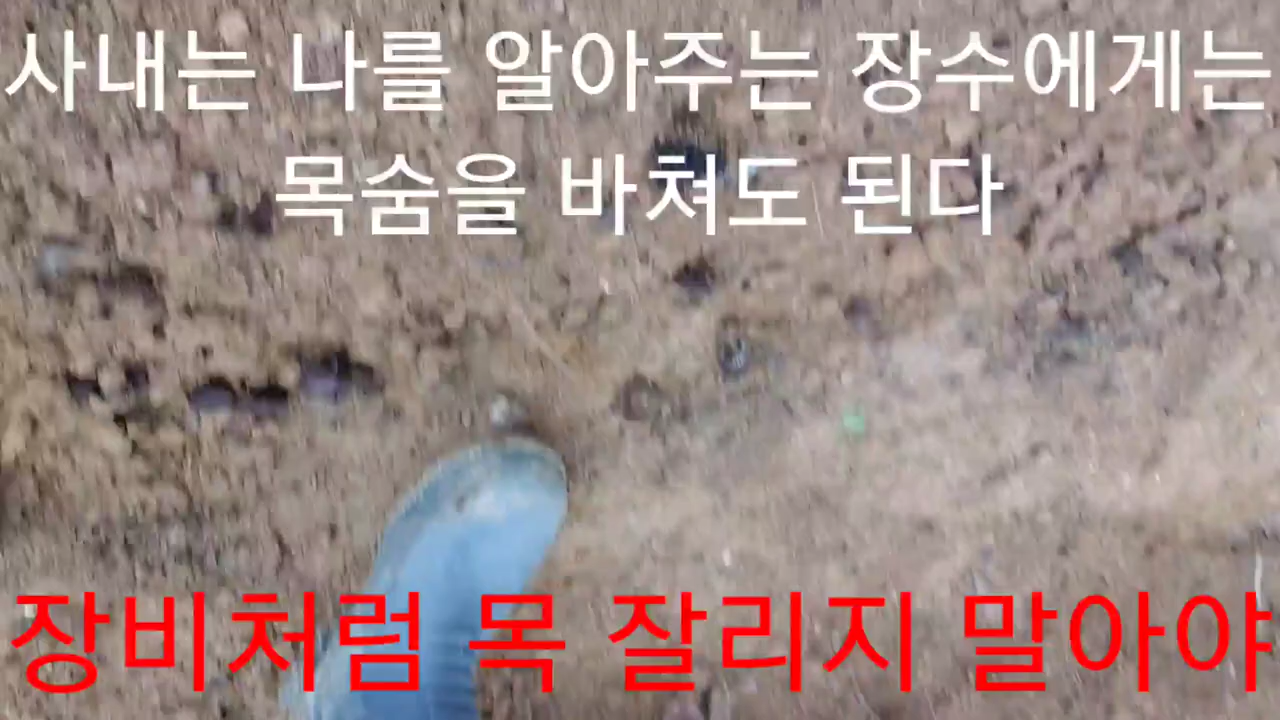 사내는 나를 알아주는 장수에게는
목숨을 바쳐도 된다
장비처럼 목 잘리지 말아야